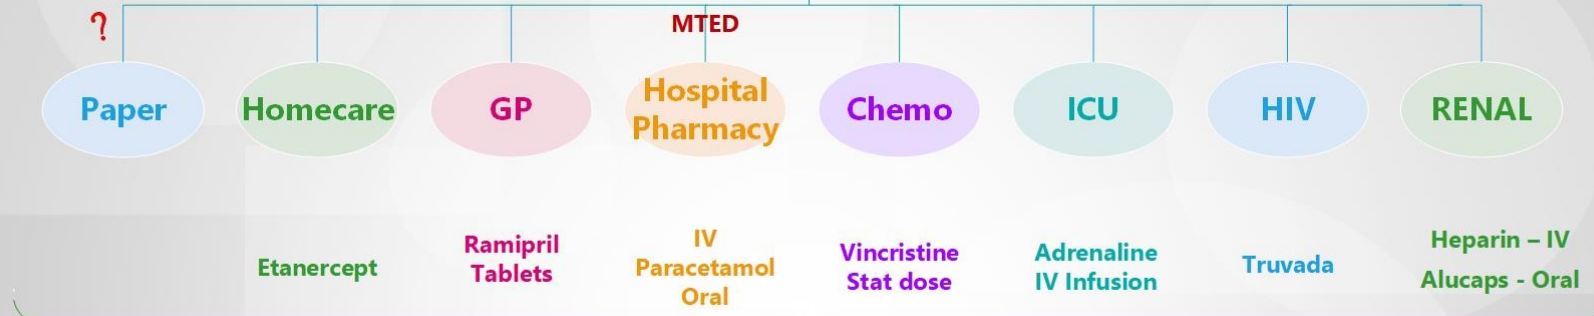 ?
MTED
Paper
Homecare
GP
Hospital
Pharmacy
Chemo
ICU
HIV
RENAL
Etanercept
Ramipril
Tablets
IV
Paracetamol
Oral
Vincristine
Stat dose
Adrenaline
IV Infusion
Truvada
Heparin – IV
Alucaps - Oral